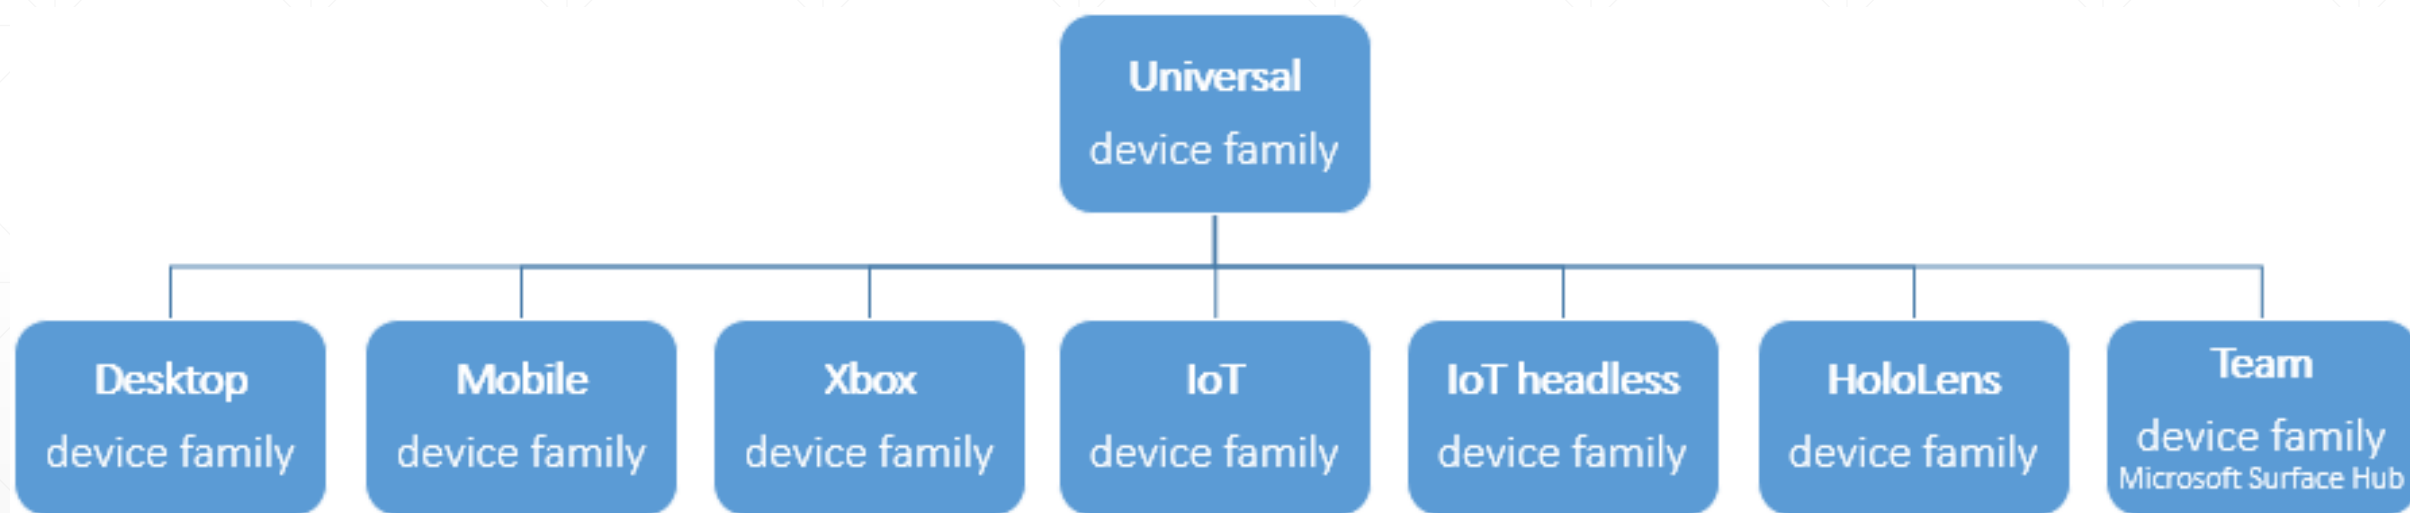 Universal
device family
Desktop
device family
Mobile
device family
Xbox
device family
IoT
device family
IoT headless
device family
HoloLens
device family
Team
device family
Microsoft Surface Hub